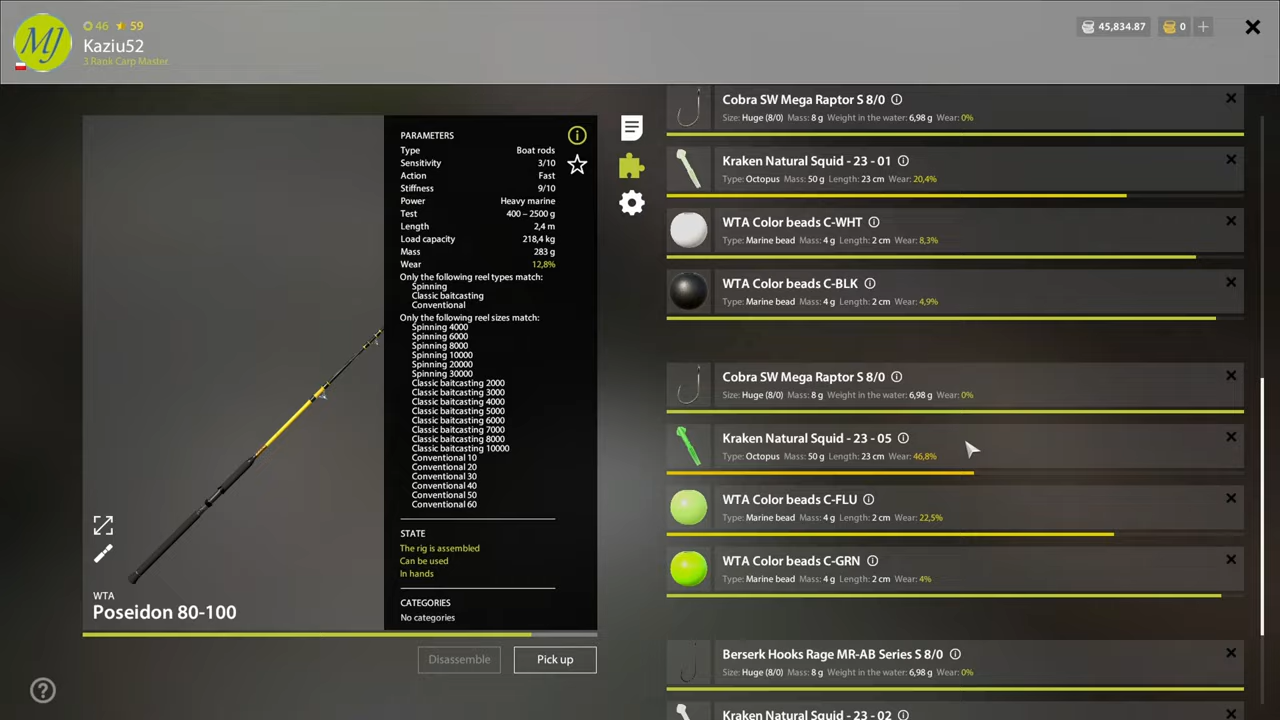 MJ
46 59
Kaziu52
3 Rank Carp Master
45,834.87
0
PARAMETERS
Type Boat rods
Sensitivity 3/10
Action Fast
Stiffness 9/10
Power Heavy marine
Test 400 – 2500 g
Length 2,4 m
Load capacity 218,4 kg
Mass 283 g
Wear 12,8%
Only the following reel types match:
Spinning
Classic baitcasting
Conventional
Only the following reel sizes match:
Spinning 4000
Spinning 6000
Spinning 8000
Spinning 10000
Spinning 20000
Spinning 30000
Classic baitcasting 2000
Classic baitcasting 3000
Classic baitcasting 4000
Classic baitcasting 5000
Classic baitcasting 6000
Classic baitcasting 7000
Classic baitcasting 8000
Classic baitcasting 10000
Conventional 10
Conventional 20
Conventional 30
Conventional 40
Conventional 50
Conventional 60
STATE
The rig is assembled
Can be used
In hands
CATEGORIES
No categories
WTA
Poseidon 80-100
Disassemble
Pick up
?
Cobra SW Mega Raptor S 8/0
Size: Huge (8/0) Mass: 8 g Weight in the water: 6,98 g Wear: 0%
Kraken Natural Squid - 23 - 01
Type: Octopus Mass: 50 g Length: 23 cm Wear: 20,4%
WTA Color beads C-WHT
Type: Marine bead Mass: 4 g Length: 2 cm Wear: 8,3%
WTA Color beads C-BLK
Type: Marine bead Mass: 4 g Length: 2 cm Wear: 4,9%
Cobra SW Mega Raptor S 8/0
Size: Huge (8/0) Mass: 8 g Weight in the water: 6,98 g Wear: 0%
Kraken Natural Squid - 23 - 05
Type: Octopus Mass: 50 g Length: 23 cm Wear: 46,8%
WTA Color beads C-FLU
Type: Marine bead Mass: 4 g Length: 2 cm Wear: 22,5%
WTA Color beads C-GRN
Type: Marine bead Mass: 4 g Length: 2 cm Wear: 4%
Berserk Hooks Rage MR-AB Series S 8/0
Size: Huge (8/0) Mass: 8 g Weight in the water: 6,98 g Wear: 0%
Kraken Natural Squid - 23 - 02